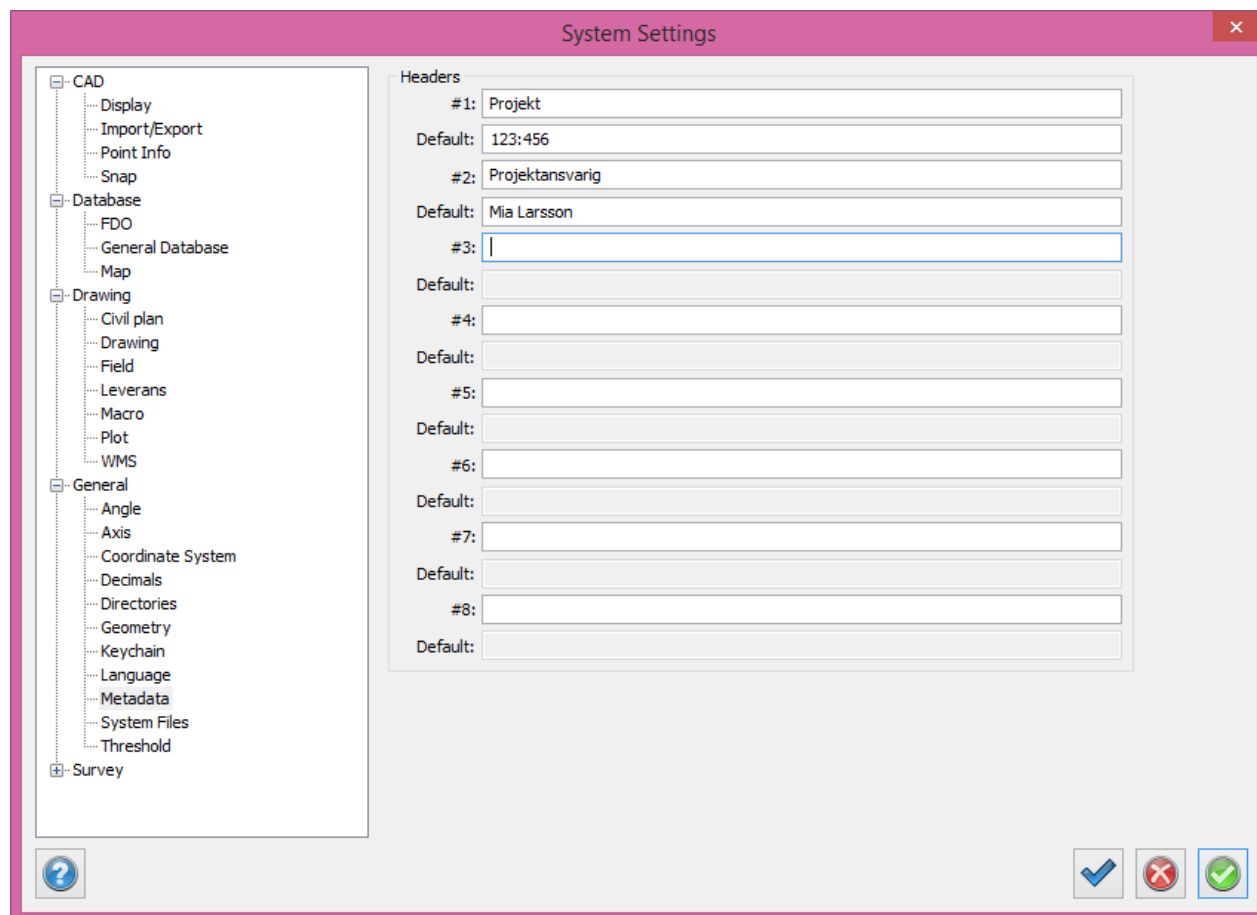 System Settings
CAD
Display
Import/Export
Point Info
Snap
Database
FDO
General Database
Map
Drawing
Civil plan
Drawing
Field
Leverans
Macro
Plot
WMS
General
Angle
Axis
Coordinate System
Decimals
Directories
Geometry
Keychain
Language
Metadata
System Files
Threshold
Survey
Headers
#1: Projekt
Default: 123:456
#2: Projektansvarig
Default: Mia Larsson
#3:
Default:
#4:
Default:
#5:
Default:
#6:
Default:
#7:
Default:
#8:
Default: